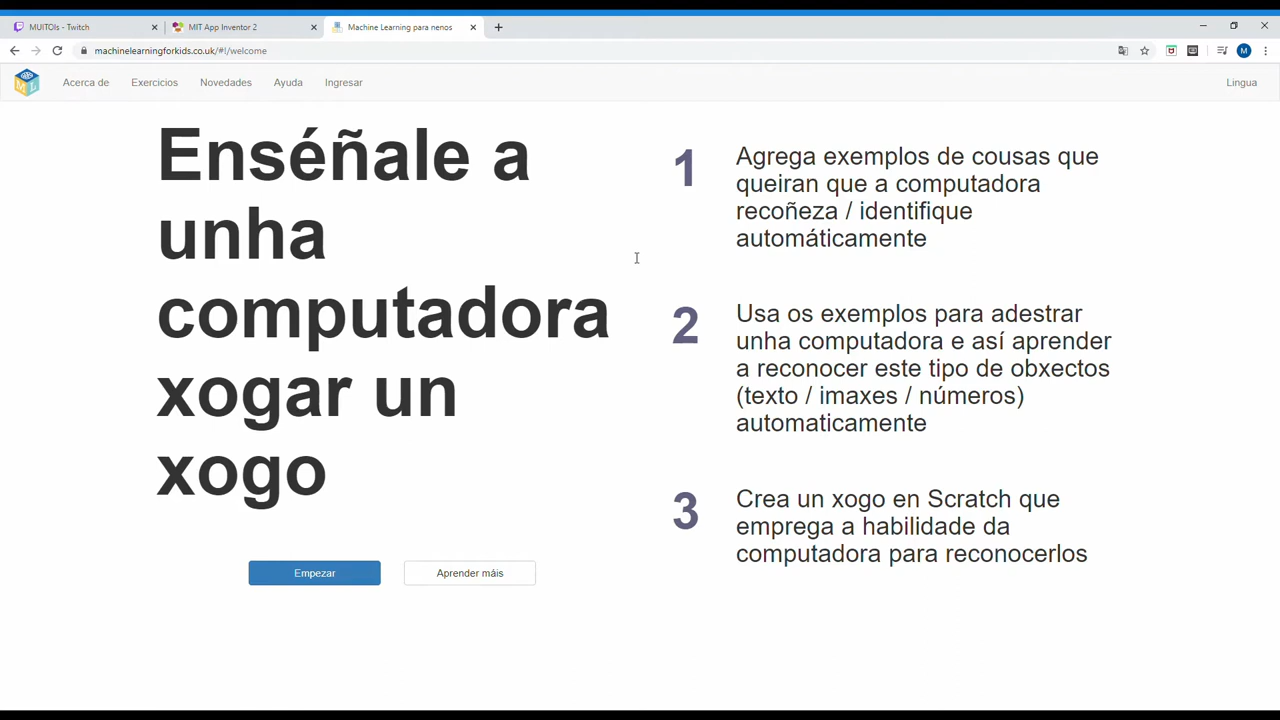 MUITOIs - Twitch
MIT App Inventor 2
Machine Learning para nenos
machinelearningforkids.co.uk/#!/welcome
M
ML
Acerca de
Exercicios
Novedades
Ayuda
Ingresar
Lingua
Enséñale a
unha
computadora
xogar un
xogo
Empezar
Aprender máis
1
Agrega exemplos de cousas que
queiran que a computadora
recoñeza / identifique
automáticamente
2
Usa os exemplos para adestrar
unha computadora e así aprender
a reconocer este tipo de obxectos
(texto / imaxes / números)
automaticamente
3
Crea un xogo en Scratch que
emprega a habilidade da
computadora para reconocerlos